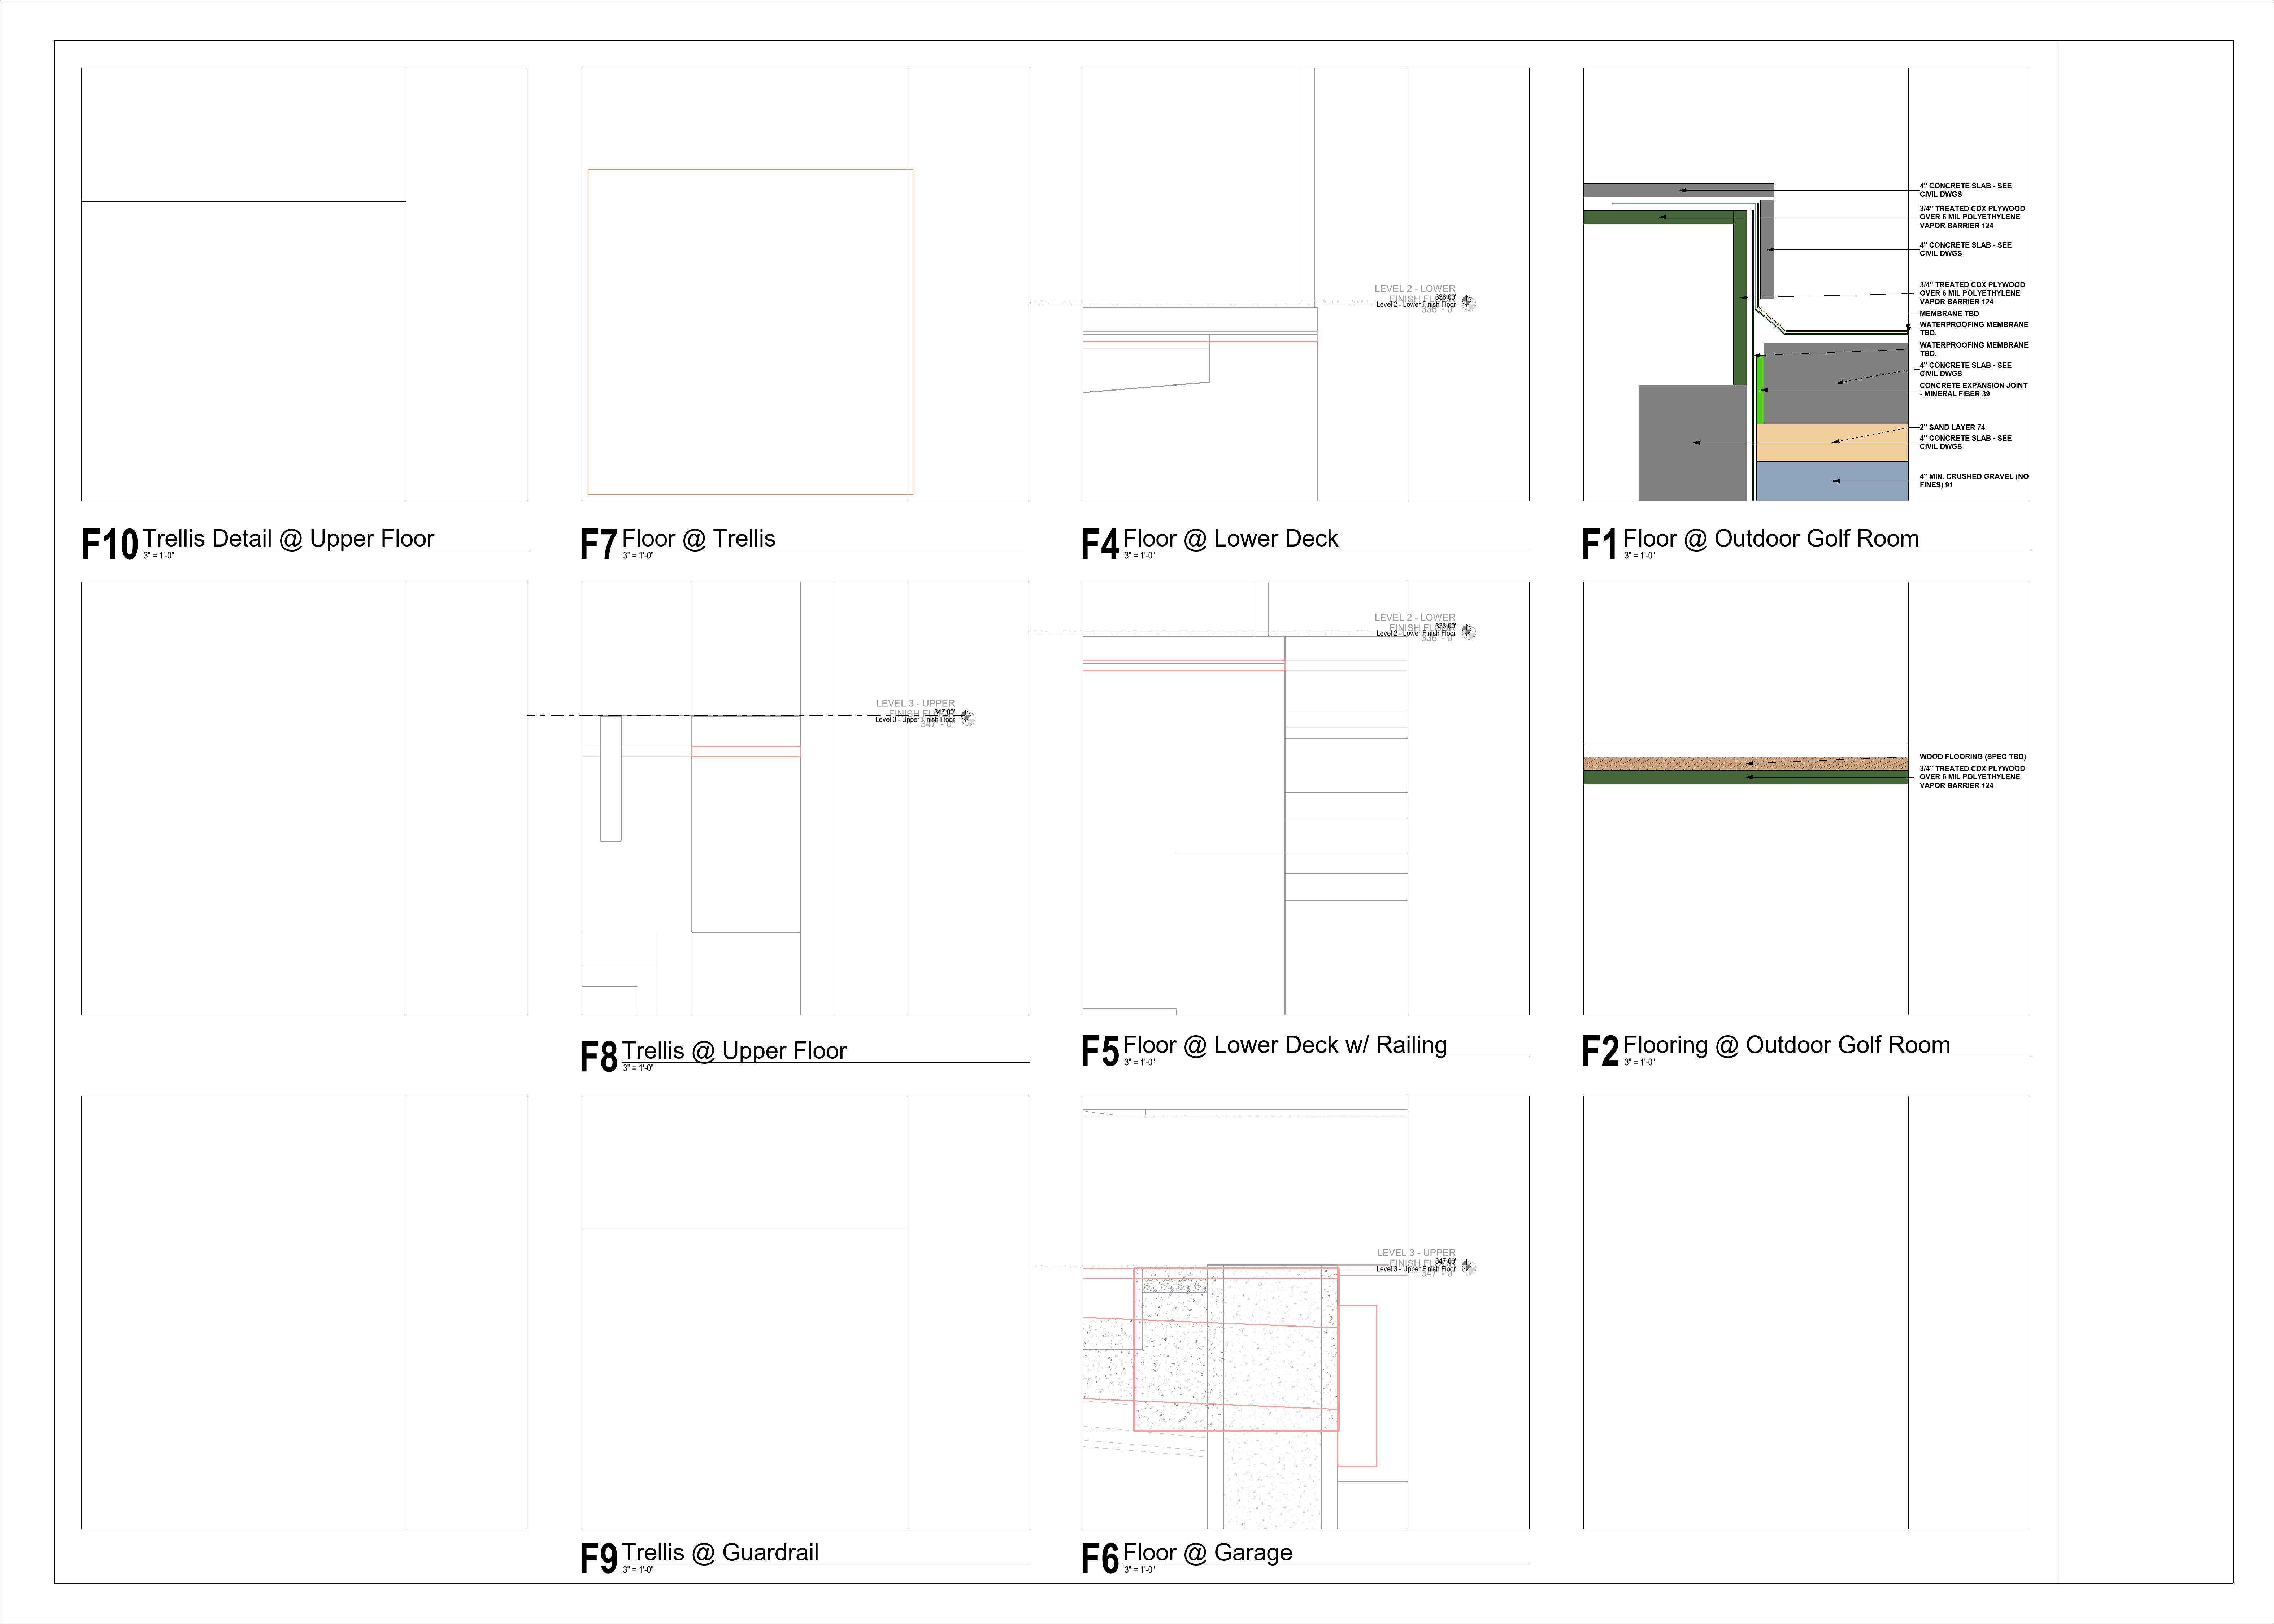 4" CONCRETE SLAB - SEE
CIVIL DWGS
3/4" TREATED CDX PLYWOOD
OVER 6 MIL POLYETHYLENE
VAPOR BARRIER 124
4" CONCRETE SLAB - SEE
CIVIL DWGS
3/4" TREATED CDX PLYWOOD
OVER 6 MIL POLYETHYLENE
VAPOR BARRIER 124
MEMBRANE TBD
WATERPROOFING MEMBRANE
TBD.
WATERPROOFING MEMBRANE
TBD.
4" CONCRETE SLAB - SEE
CIVIL DWGS
CONCRETE EXPANSION JOINT
- MINERAL FIBER 39
2" SAND LAYER 74
4" CONCRETE SLAB - SEE
CIVIL DWGS
4" MIN. CRUSHED GRAVEL (NO
FINES) 91
LEVEL 2 - LOWER
FINISH FLOOR
336' - 0"
336.00'
Level 2 - Lower Finish Floor
F10 Trellis Detail @ Upper Floor
3" = 1'-0"
F7 Floor @ Trellis
3" = 1'-0"
F4 Floor @ Lower Deck
3" = 1'-0"
F1 Floor @ Outdoor Golf Room
3" = 1'-0"
LEVEL 3 - UPPER
FINISH FLOOR
347' - 0"
347.00'
Level 3 - Upper Finish Floor
LEVEL 2 - LOWER
FINISH FLOOR
336' - 0"
336.00'
Level 2 - Lower Finish Floor
WOOD FLOORING (SPEC TBD)
3/4" TREATED CDX PLYWOOD
OVER 6 MIL POLYETHYLENE
VAPOR BARRIER 124
F8 Trellis @ Upper Floor
3" = 1'-0"
F5 Floor @ Lower Deck w/ Railing
3" = 1'-0"
F2 Flooring @ Outdoor Golf Room
3" = 1'-0"
LEVEL 3 - UPPER
FINISH FLOOR
347' - 0"
347.00'
Level 3 - Upper Finish Floor
F9 Trellis @ Guardrail
3" = 1'-0"
F6 Floor @ Garage
3" = 1'-0"